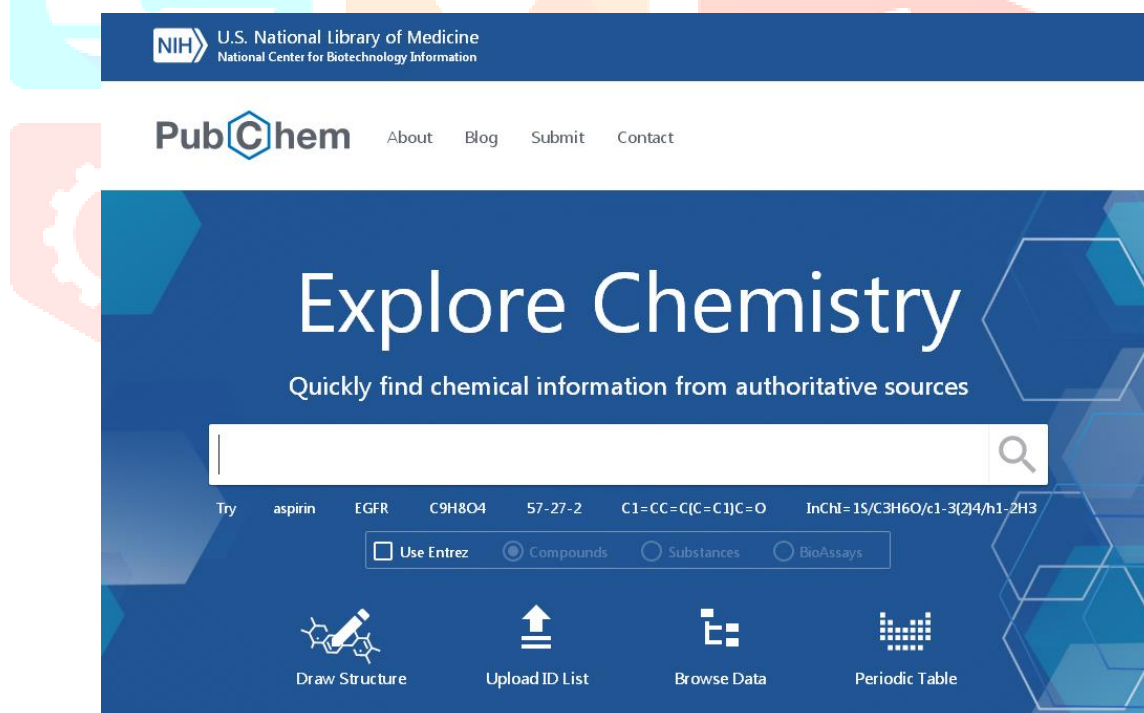 NIH
U.S. National Library of Medicine
National Center for Biotechnology Information
PubChem About Blog Submit Contact
Explore Chemistry
Quickly find chemical information from authoritative sources
Try aspirin EGFR C9H8O4 57-27-2 C1=CC=C(C=C1)C=O InChI=1S/C3H6O/c1-3(2)4/h1-2H3
Use Entrez Compounds Substances BioAssays
Draw Structure Upload ID List Browse Data Periodic Table